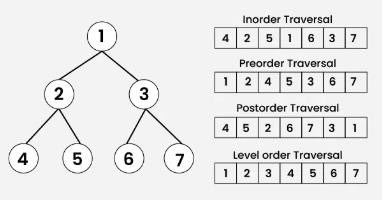 1
2 3
4 5 6 7
Inorder Traversal
4 2 5 1 6 3 7
Preorder Traversal
1 2 4 5 3 6 7
Postorder Traversal
4 5 2 6 7 3 1
Level order Traversal
1 2 3 4 5 6 7